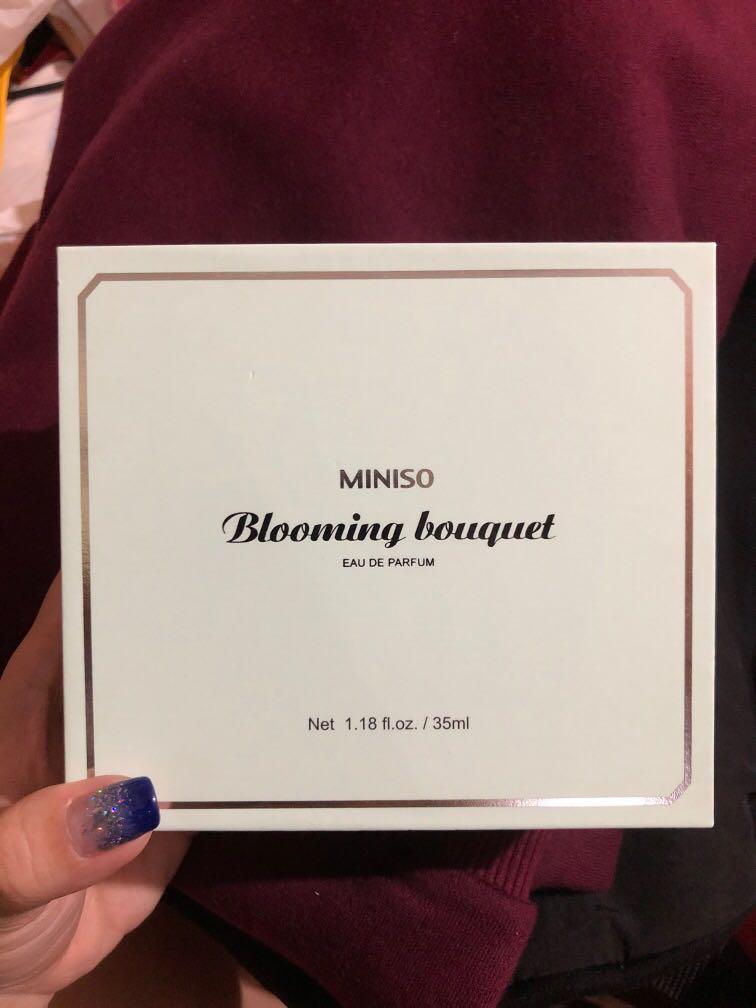 MINISO
Blooming bouquet
EAU DE PARFUM
Net 1.18 fl.oz. / 35ml